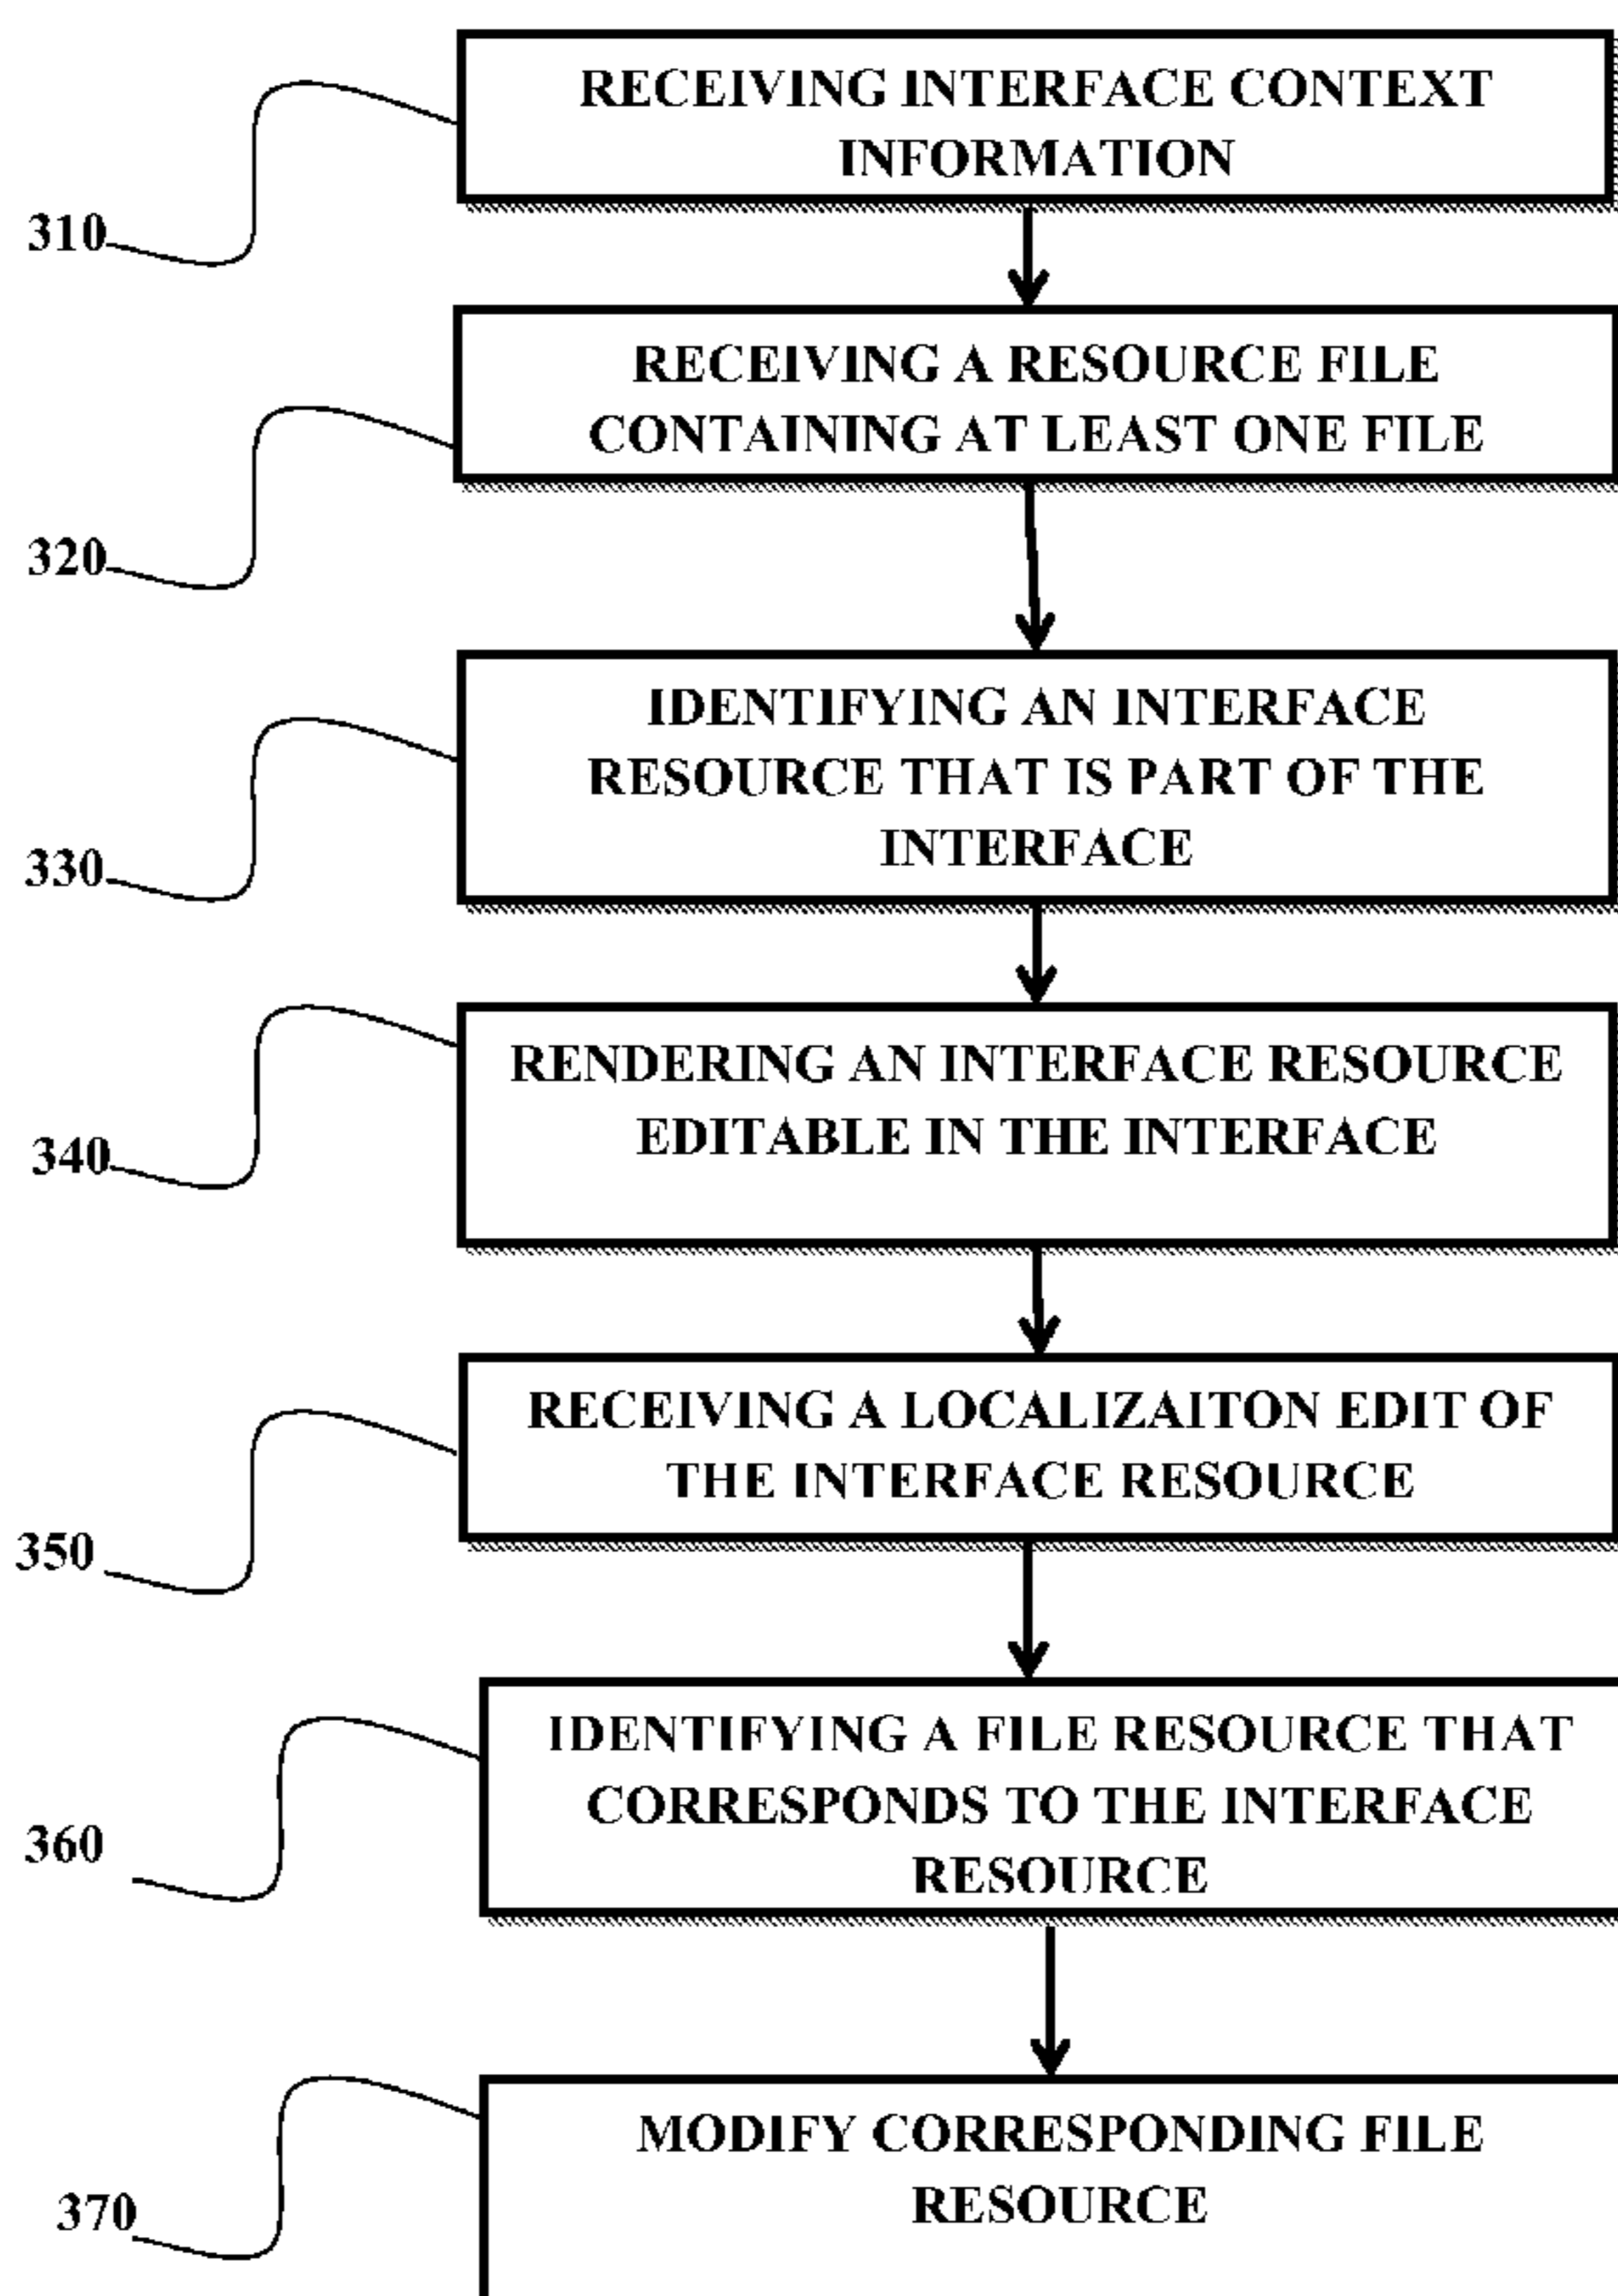 RECEIVING INTERFACE CONTEXT
INFORMATION
310
RECEIVING A RESOURCE FILE
CONTAINING AT LEAST ONE FILE
320
IDENTIFYING AN INTERFACE
RESOURCE THAT IS PART OF THE
INTERFACE
330
RENDERING AN INTERFACE RESOURCE
EDITABLE IN THE INTERFACE
340
RECEIVING A LOCALIZAITON EDIT OF
THE INTERFACE RESOURCE
350
IDENTIFYING A FILE RESOURCE THAT
CORRESPONDS TO THE INTERFACE
RESOURCE
360
MODIFY CORRESPONDING FILE
RESOURCE
370